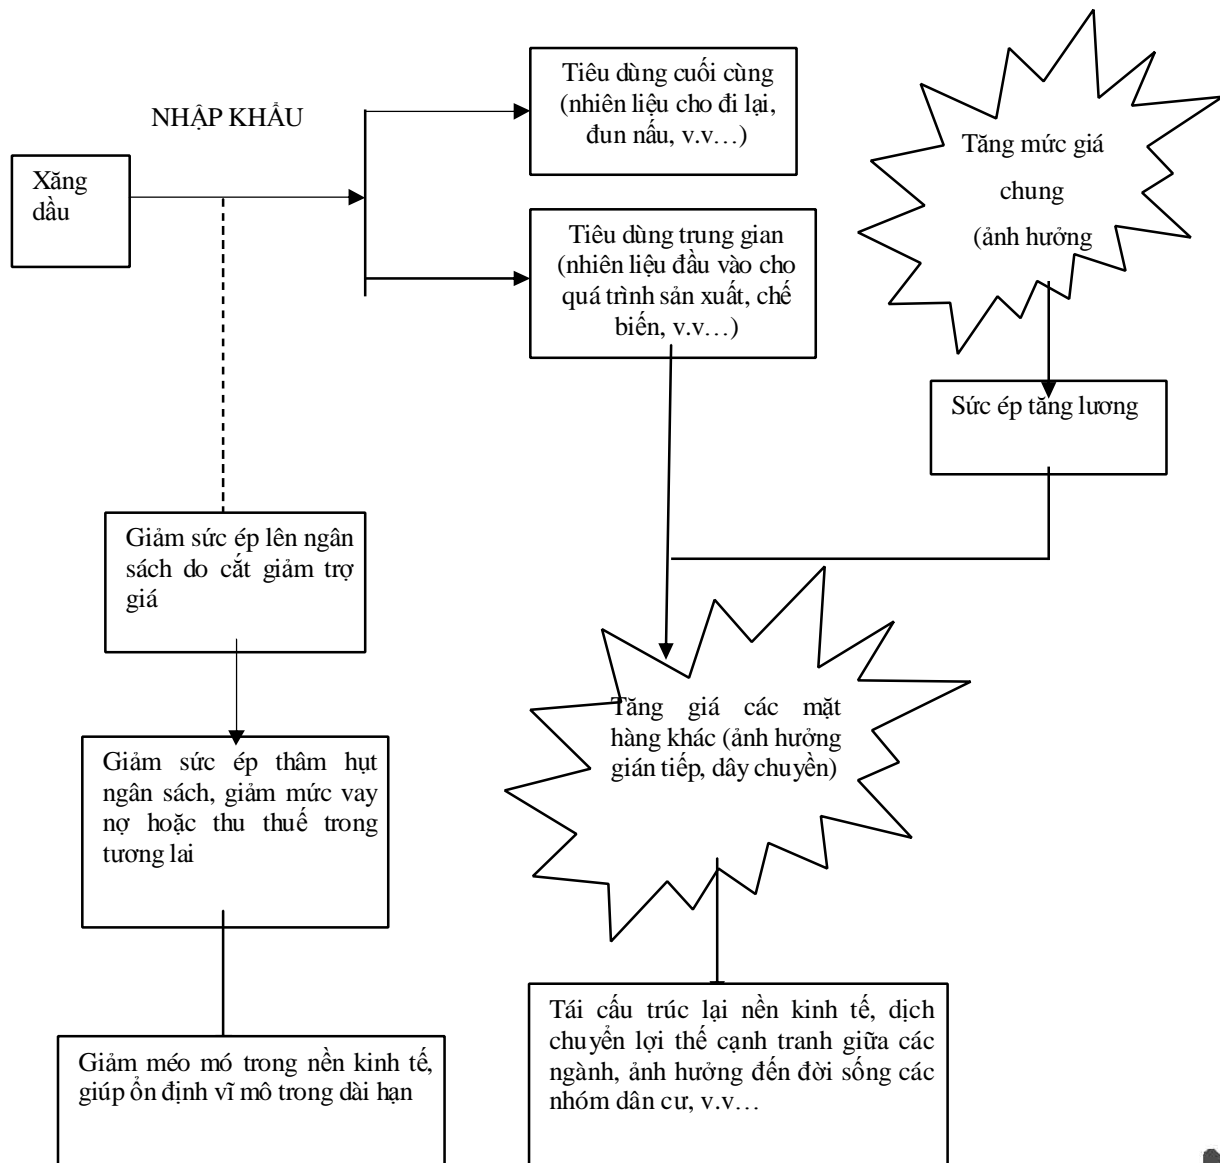 NHẬP KHẨU
Xăng
dầu
Tiêu dùng cuối cùng
(nhiên liệu cho đi lại,
đun nấu, v.v…)
Tiêu dùng trung gian
(nhiên liệu đầu vào cho
quá trình sản xuất, chế
biến, v.v…)
Tăng mức giá
chung
(ảnh hưởng
Sức ép tăng lương
Giảm sức ép lên ngân
sách do cắt giảm trợ
giá
Tăng giá các mặt
hàng khác (ảnh hưởng
gián tiếp, dây chuyền)
Giảm sức ép thâm hụt
ngân sách, giảm mức vay
nợ hoặc thu thuế trong
tương lai
Tái cấu trúc lại nền kinh tế, dịch
chuyển lợi thế cạnh tranh giữa các
ngành, ảnh hưởng đến đời sống các
nhóm dân cư, v.v…
Giảm méo mó trong nền kinh tế,
giúp ổn định vĩ mô trong dài hạn